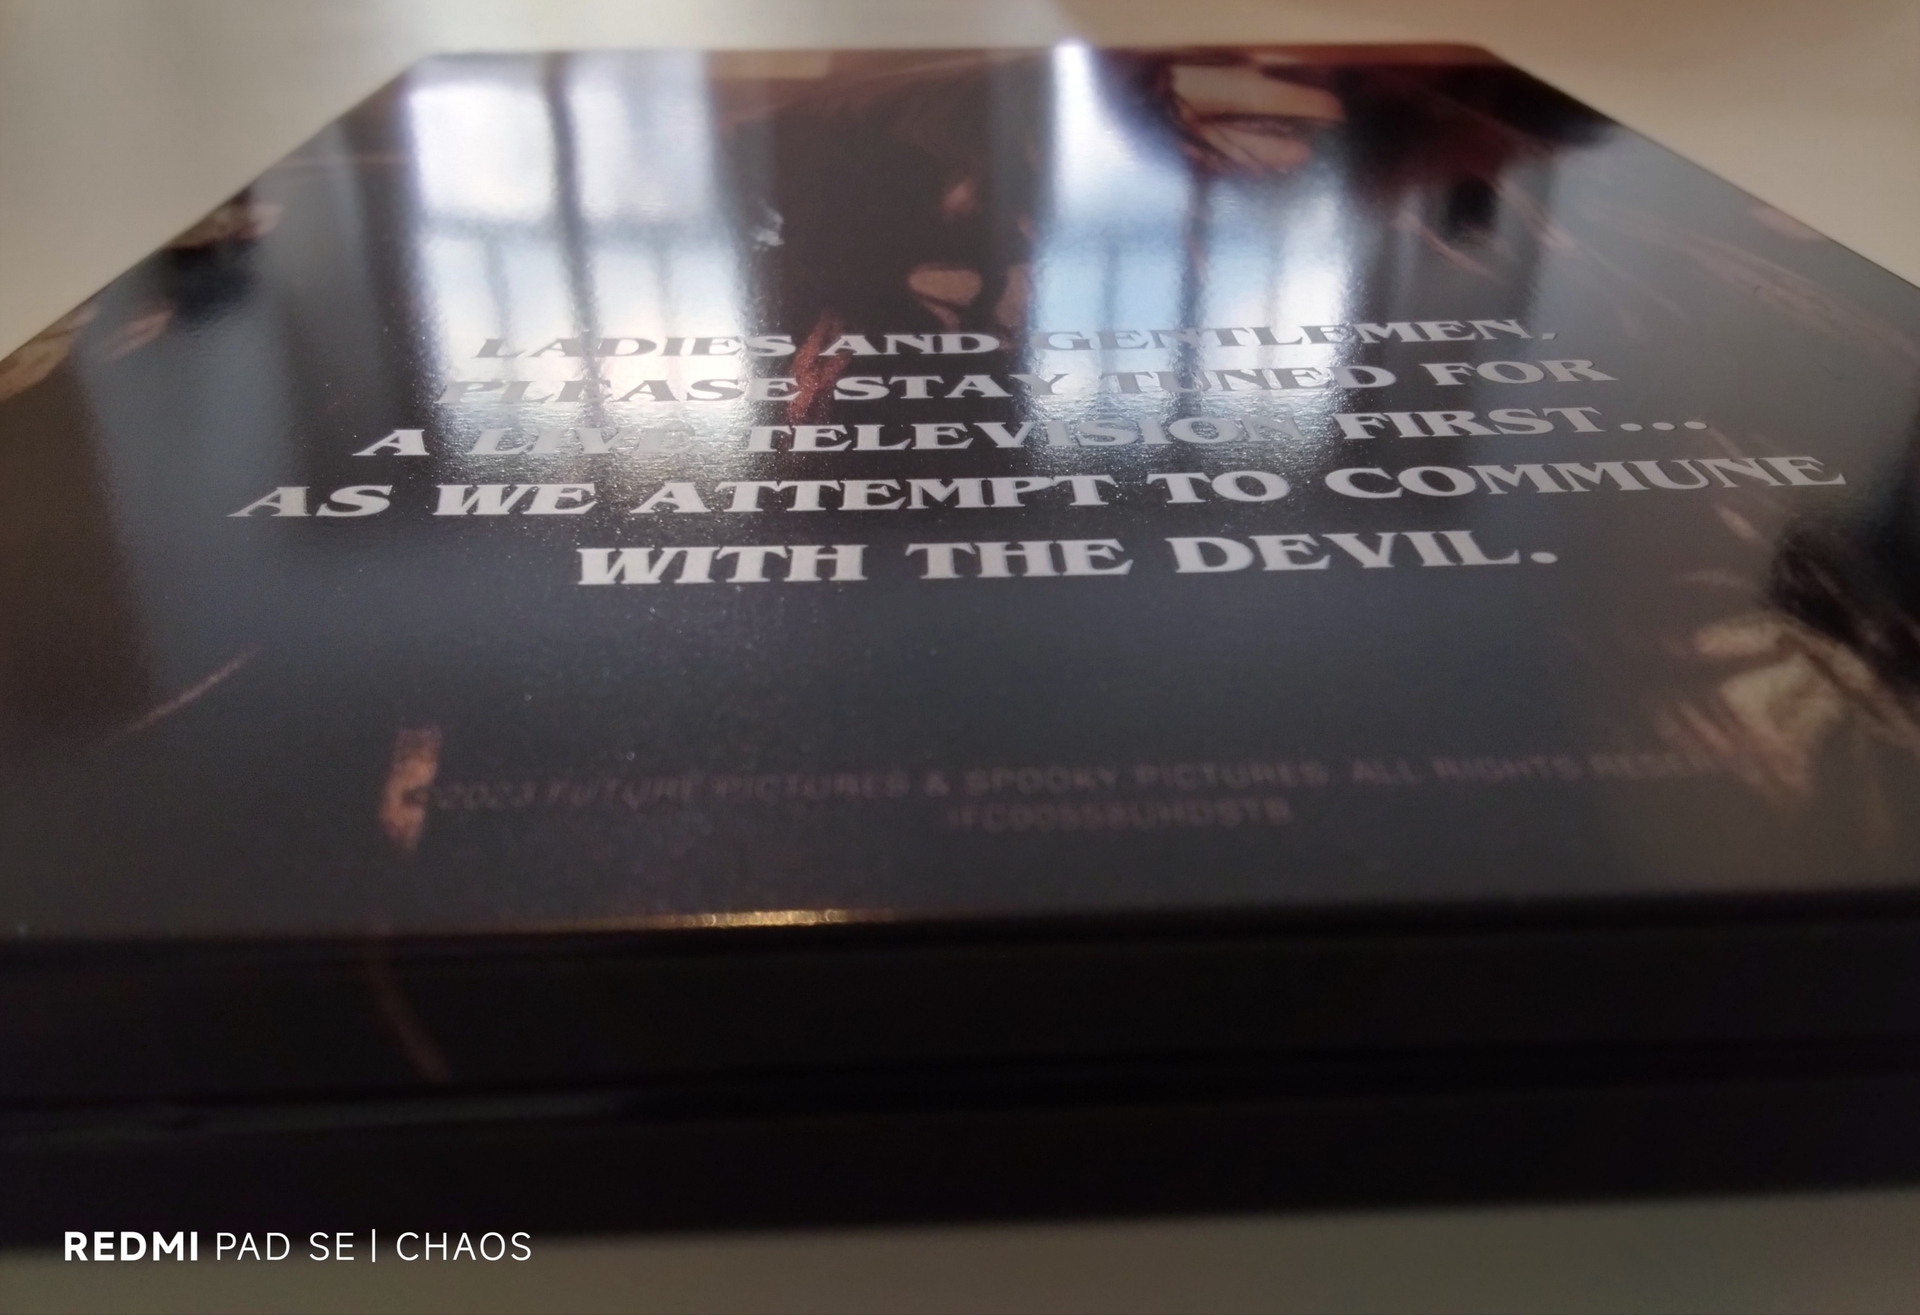 LADIES AND GENTLEMEN,
PLEASE STAY TUNED FOR
A LIVE TELEVISION FIRST...
AS WE ATTEMPT TO COMMUNE
WITH THE DEVIL.
©2023 FUTURE PICTURES & SPOOKY PICTURES ALL RIGHTS
REDMI PAD SE | CHAOS